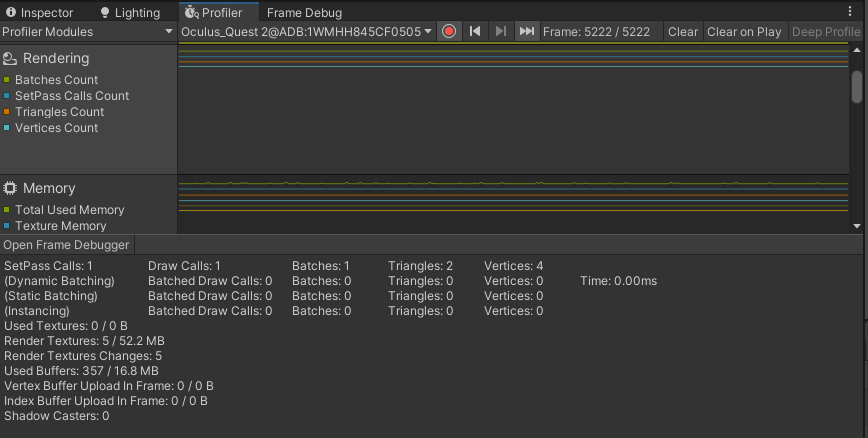 Inspector Lighting Profiler Frame Debug
Profiler Modules Oculus_Quest 2@ADB:1WMHH845CF0505 Frame: 5222 / 5222 Clear Clear on Play Deep Profile
Rendering
Batches Count
SetPass Calls Count
Triangles Count
Vertices Count
Memory
Total Used Memory
Texture Memory
Open Frame Debugger
SetPass Calls: 1 Draw Calls: 1 Batches: 1 Triangles: 2 Vertices: 4
(Dynamic Batching) Batched Draw Calls: 0 Batches: 0 Triangles: 0 Vertices: 0 Time: 0.00ms
(Static Batching) Batched Draw Calls: 0 Batches: 0 Triangles: 0 Vertices: 0
(Instancing) Batched Draw Calls: 0 Batches: 0 Triangles: 0 Vertices: 0
Used Textures: 0 / 0 B
Render Textures: 5 / 52.2 MB
Render Textures Changes: 5
Used Buffers: 357 / 16.8 MB
Vertex Buffer Upload In Frame: 0 / 0 B
Index Buffer Upload In Frame: 0 / 0 B
Shadow Casters: 0